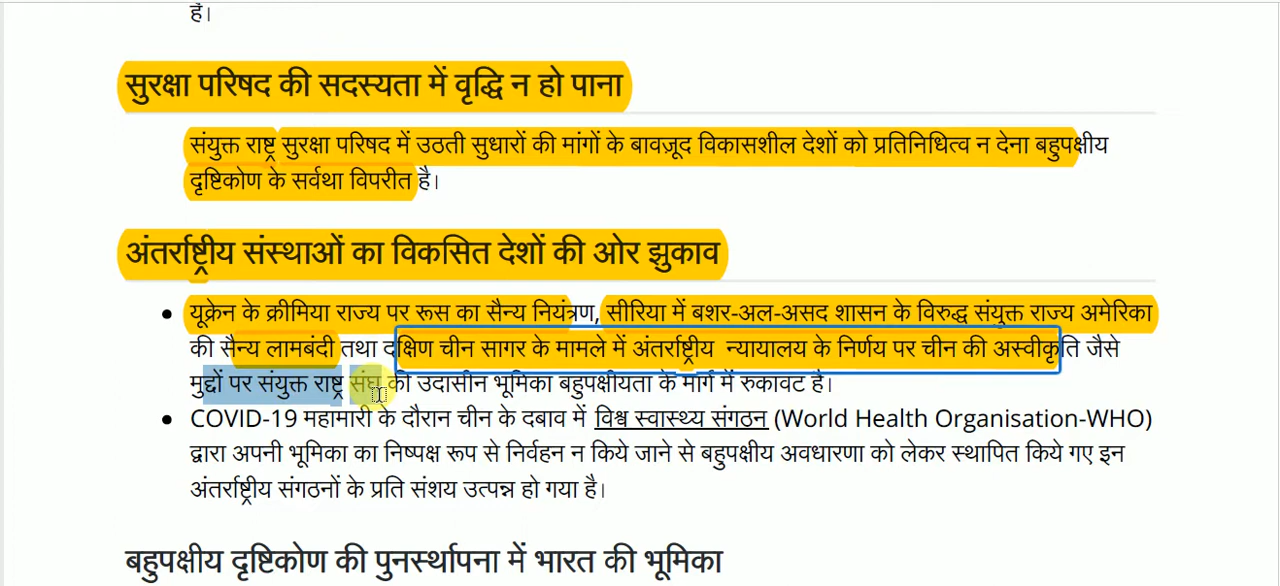 है।
सुरक्षा परिषद की सदस्यता में वृद्धि न हो पाना
संयुक्त राष्ट्र सुरक्षा परिषद में उठती सुधारों की मांगों के बावज़ूद विकासशील देशों को प्रतिनिधित्व न देना बहुपक्षीय
दृष्टिकोण के सर्वथा विपरीत है।
अंतर्राष्ट्रीय संस्थाओं का विकसित देशों की ओर झुकाव
● यूक्रेन के क्रीमिया राज्य पर रूस का सैन्य नियंत्रण, सीरिया में बशर-अल-असद शासन के विरुद्ध संयुक्त राज्य अमेरिका
की सैन्य लामबंदी तथा दक्षिण चीन सागर के मामले में अंतर्राष्ट्रीय न्यायालय के निर्णय पर चीन की अस्वीकृति जैसे
मुद्दों पर संयुक्त राष्ट्र संघ की उदासीन भूमिका बहुपक्षीयता के मार्ग में रुकावट है।
● COVID-19 महामारी के दौरान चीन के दबाव में विश्व स्वास्थ्य संगठन (World Health Organisation-WHO)
द्वारा अपनी भूमिका का निष्पक्ष रूप से निर्वहन न किये जाने से बहुपक्षीय अवधारणा को लेकर स्थापित किये गए इन
अंतर्राष्ट्रीय संगठनों के प्रति संशय उत्पन्न हो गया है।
बहुपक्षीय दृष्टिकोण की पुनर्स्थापना में भारत की भूमिका